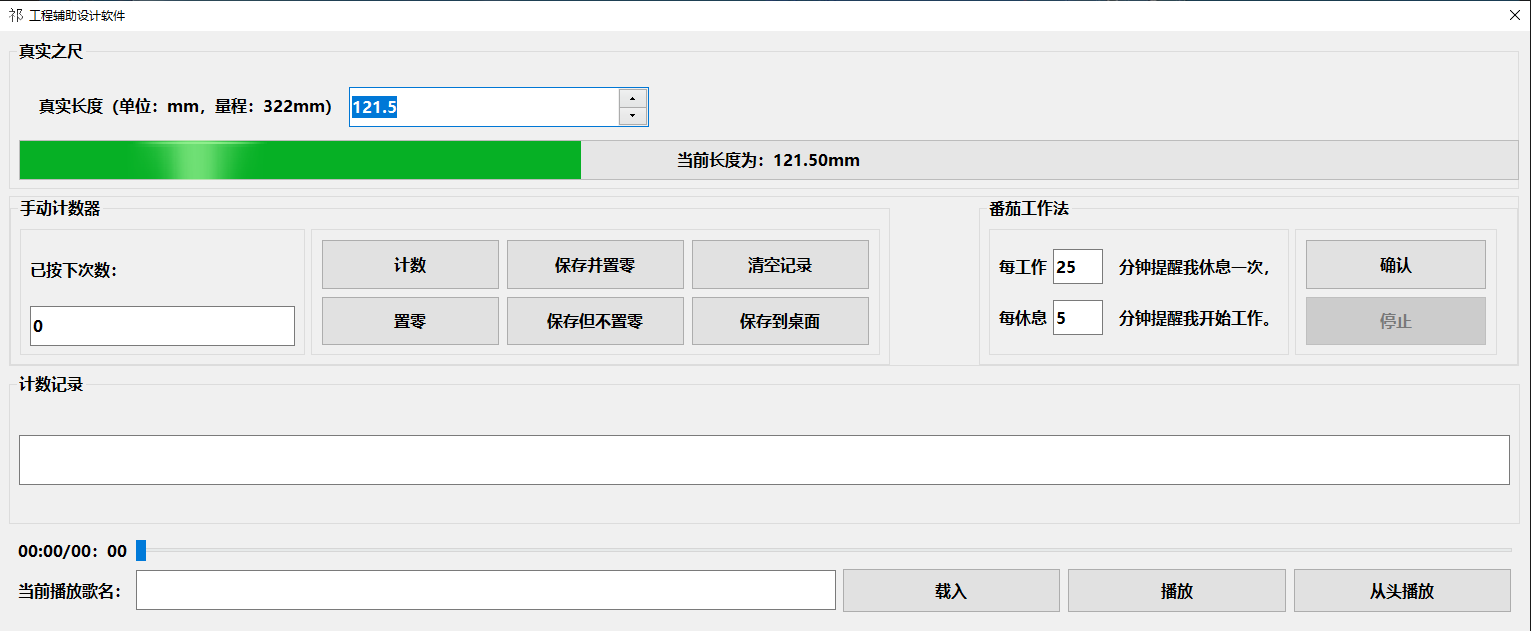 祁 工程辅助设计软件
真实之尺
真实长度（单位：mm，量程：322mm） 121.5
当前长度为：121.50mm
手动计数器
已按下次数：
0
计数 保存并置零 清空记录
置零 保存但不置零 保存到桌面
番茄工作法
每工作 25 分钟提醒我休息一次，
每休息 5 分钟提醒我开始工作。
确认
停止
计数记录
00:00/00：00
当前播放歌名： 载入 播放 从头播放